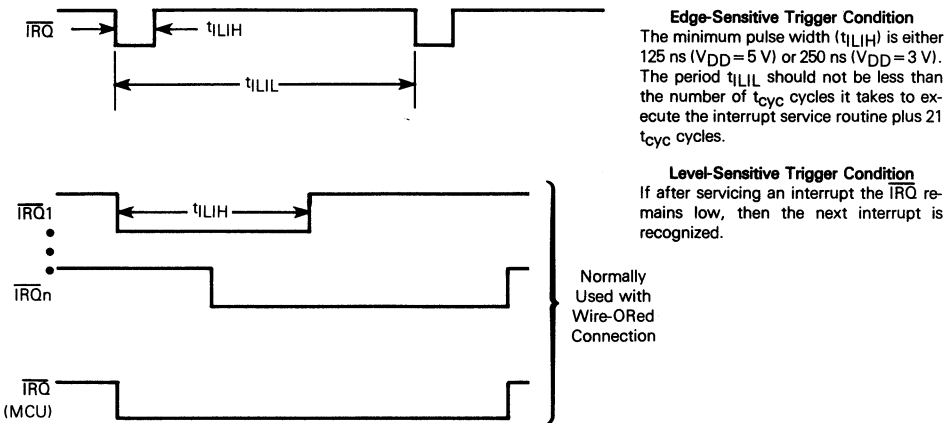 IRQ
tILIH
tILIL
Edge-Sensitive Trigger Condition
The minimum pulse width (tILIH) is either
125 ns (VDD=5 V) or 250 ns (VDD=3 V).
The period tILIL should not be less than
the number of tcyc cycles it takes to ex-
ecute the interrupt service routine plus 21
tcyc cycles.
Level-Sensitive Trigger Condition
If after servicing an interrupt the IRQ re-
mains low, then the next interrupt is
recognized.
IRQ1
tILIH
IRQn
IRQ
(MCU)
Normally
Used with
Wire-ORed
Connection